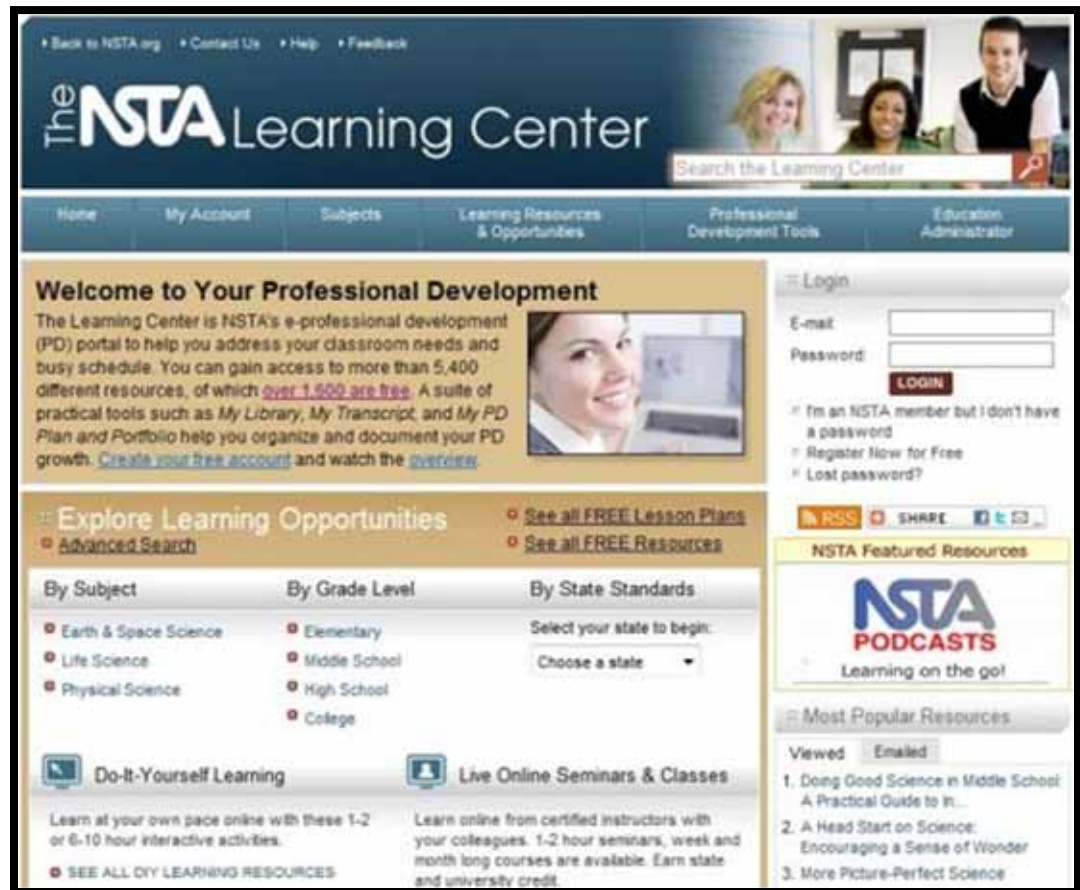 Back to NSTA.org Contact Us Help Feedback
The NSTA Learning Center
Search the Learning Center
Home My Account Subjects Learning Resources & Opportunities Professional Development Tools Education Administrator
Welcome to Your Professional Development
The Learning Center is NSTA's e-professional development
(PD) portal to help you address your classroom needs and
busy schedule. You can gain access to more than 5,400
different resources, of which over 1,500 are free. A suite of
practical tools such as My Library, My Transcript, and My PD
Plan and Portfolio help you organize and document your PD
growth. Create your free account and watch the overview.
Login
E-mail:
Password:
LOGIN
I'm an NSTA member but I don't have
a password
Register Now for Free
Lost password?
RSS SHARE
Explore Learning Opportunities
Advanced Search
See all FREE Lesson Plans
See all FREE Resources
By Subject
Earth & Space Science
Life Science
Physical Science
By Grade Level
Elementary
Middle School
High School
College
By State Standards
Select your state to begin:
Choose a state
NSTA Featured Resources
NSTA
PODCASTS
Learning on the go!
Do-It-Yourself Learning
Learn at your own pace online with these 1-2
or 6-10 hour interactive activities.
SEE ALL DIY LEARNING RESOURCES
Live Online Seminars & Classes
Learn online from certified instructors with
your colleagues. 1-2 hour seminars, week and
month long courses are available. Earn state
and university credit.
Most Popular Resources
Viewed Emailed
1. Doing Good Science in Middle School:
A Practical Guide to In...
2. A Head Start on Science:
Encouraging a Sense of Wonder
3. More Picture-Perfect Science